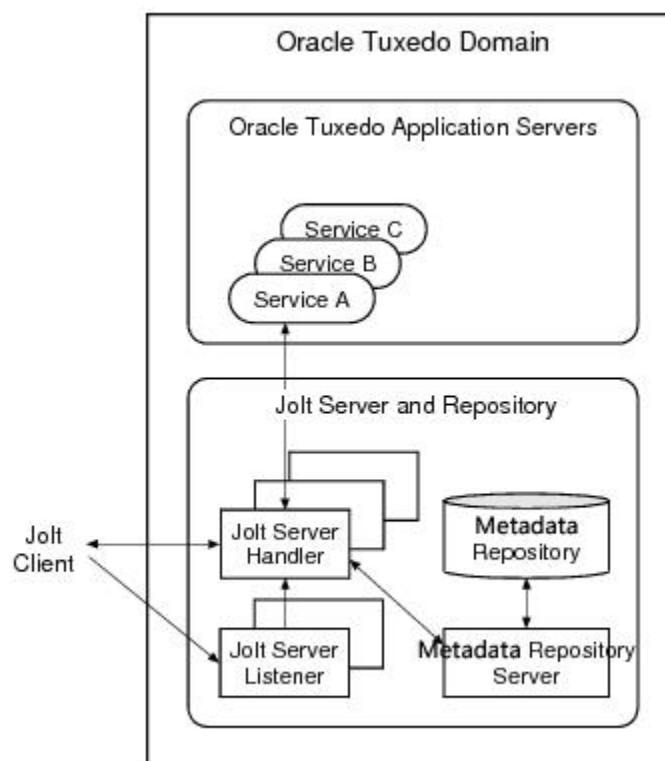 Oracle Tuxedo Domain
Oracle Tuxedo Application Servers
Service C
Service B
Service A
Jolt Server and Repository
Jolt
Client
Jolt Server
Handler
Metadata
Repository
Jolt Server
Listener
Metadata Repository
Server